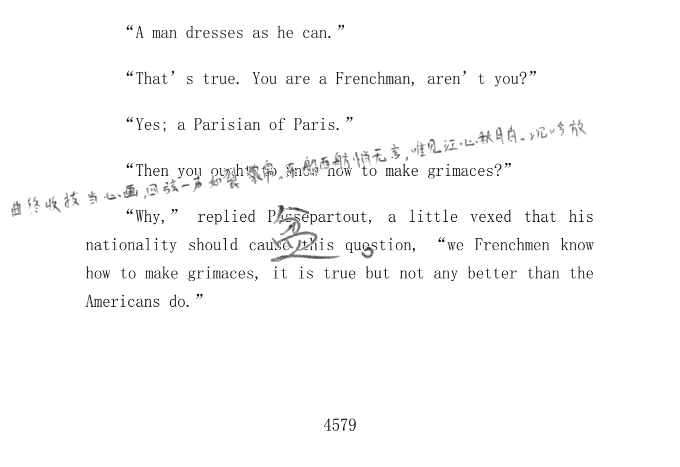 “A man dresses as he can.”
“That’s true. You are a Frenchman, aren’t you?”
“Yes; a Parisian of Paris.”
“Then you ought to know how to make grimaces?”
曲终收拨当心画,四弦一声如裂帛。东船西舫悄无言,唯见江心秋月白。沉吟放
“Why,” replied Passepartout, a little vexed that his
nationality should cause this question, “we Frenchmen know
how to make grimaces, it is true but not any better than the
Americans do.”
4579